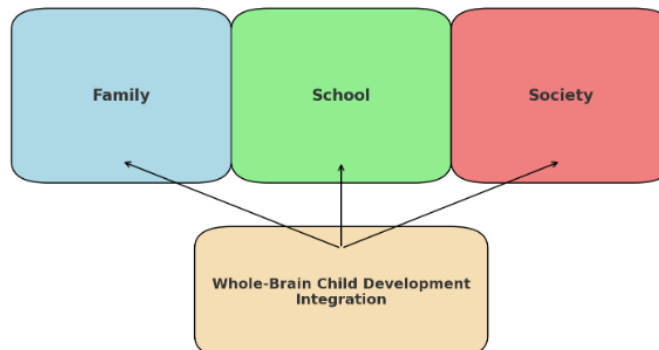 Family
School
Society
Whole-Brain Child Development
Integration